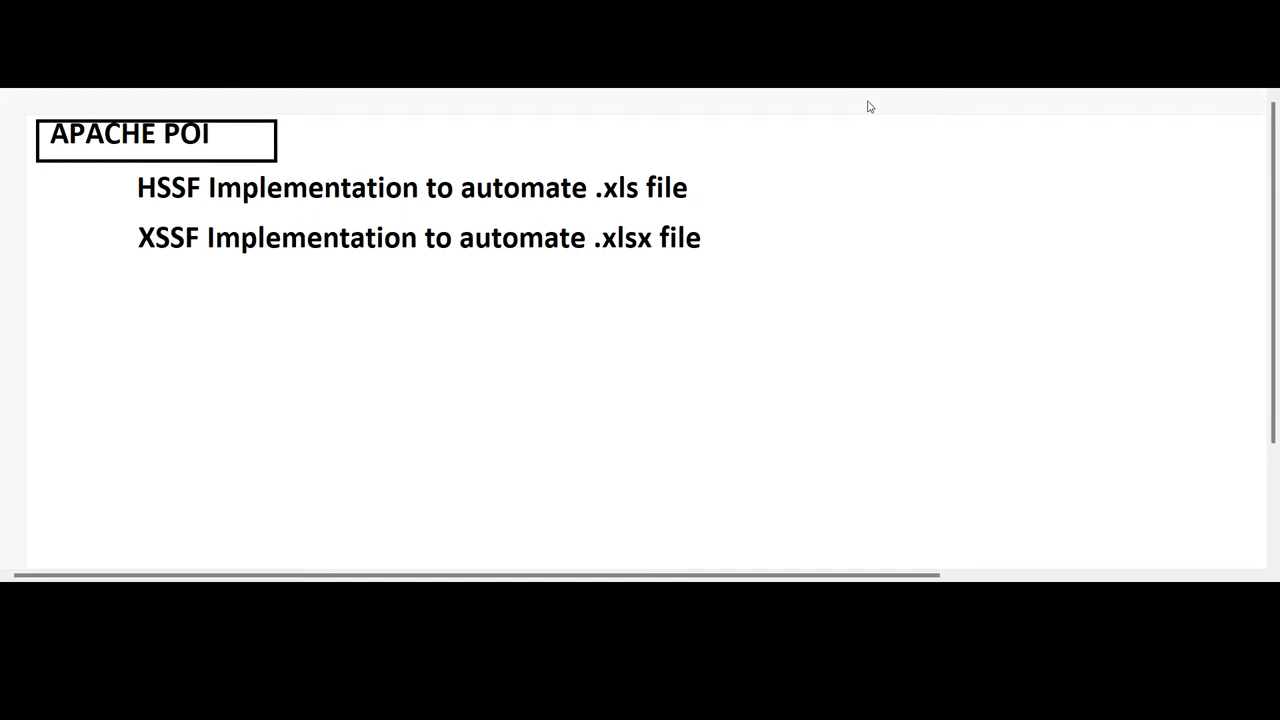 APACHE POI
HSSF Implementation to automate .xls file
XSSF Implementation to automate .xlsx file